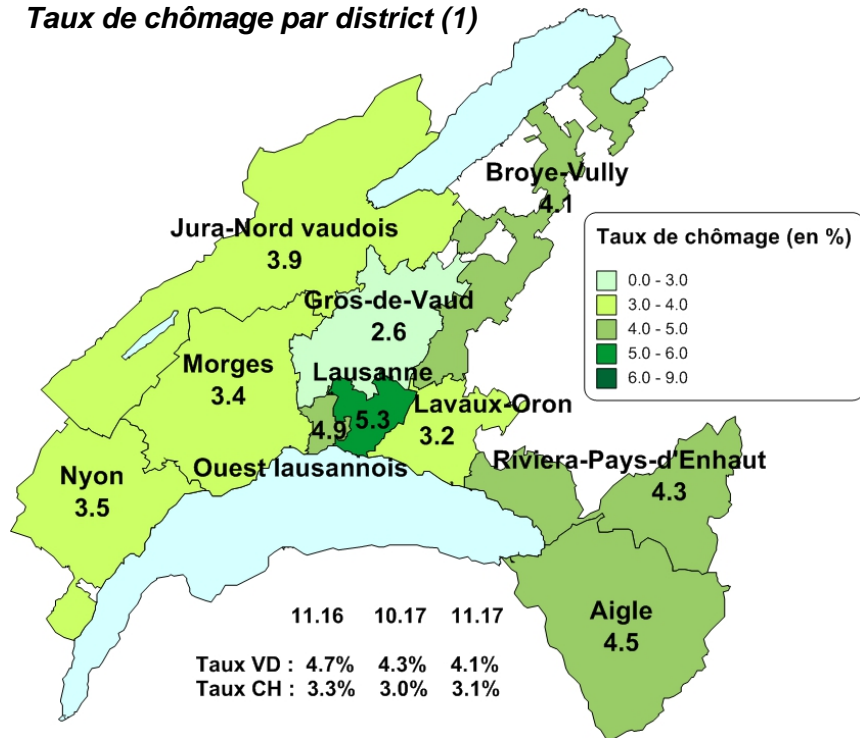 Taux de chômage par district (1)
Broye-Vully
4.1
Jura-Nord vaudois
3.9
Taux de chômage (en %)
0.0 - 3.0
3.0 - 4.0
4.0 - 5.0
5.0 - 6.0
6.0 - 9.0
Gros-de-Vaud
2.6
Morges
3.4
Lausanne
5.3
4.9
Lavaux-Oron
3.2
Ouest lausannois
Riviera-Pays-d'Enhaut
4.3
Nyon
3.5
Aigle
4.5
11.16 10.17 11.17
Taux VD : 4.7% 4.3% 4.1%
Taux CH : 3.3% 3.0% 3.1%